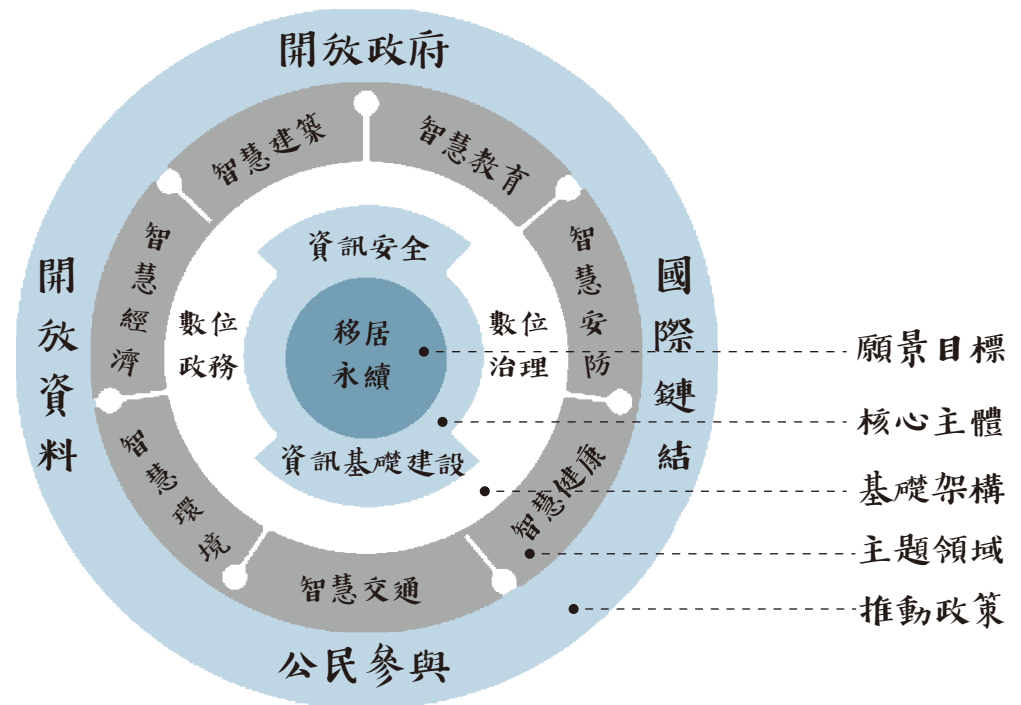 開放政府
智慧建築
智慧教育
智慧經濟
智慧安防
開放資料
國際鏈結
資訊安全
數位
政務
移居
永續
數位
治理
資訊基礎建設
智慧環境
智慧健康
智慧交通
公民參與
願景目標
核心主體
基礎架構
主題領域
推動政策